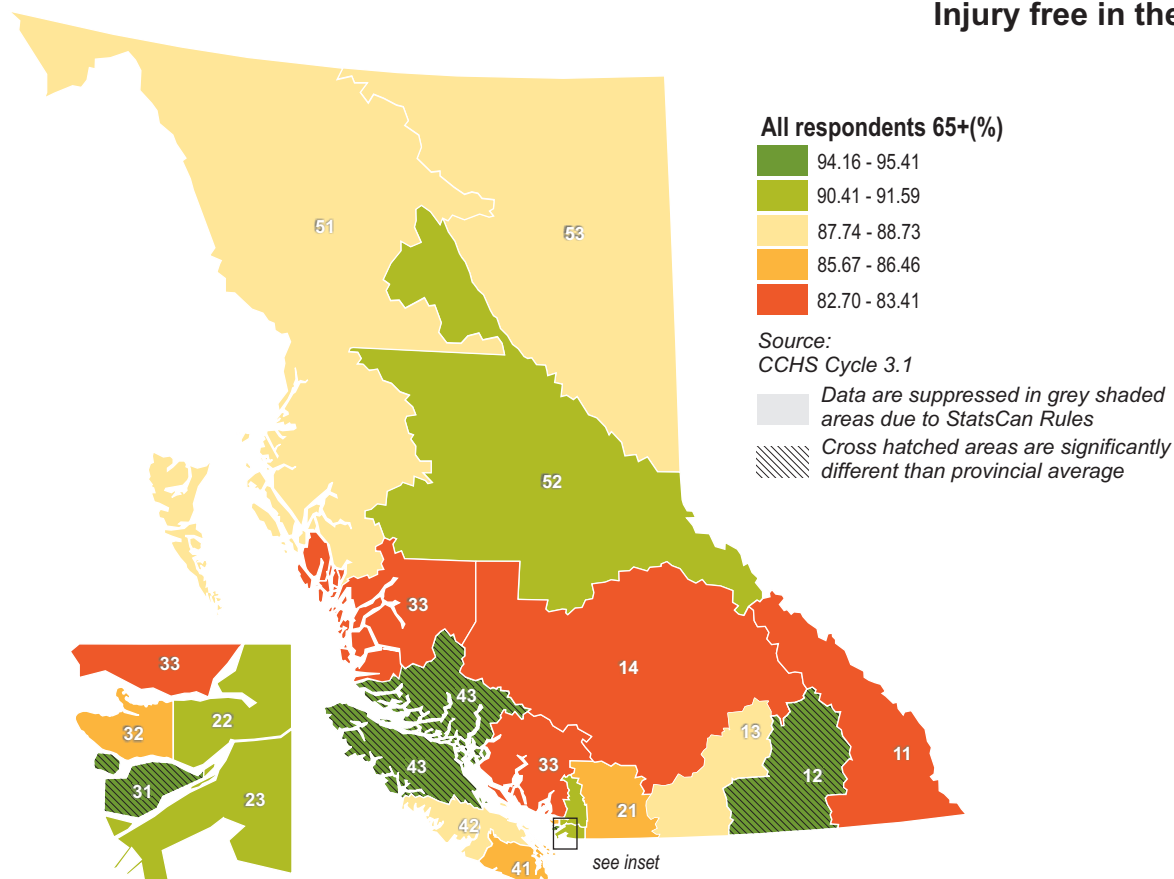 Injury free in the
All respondents 65+(%)
94.16 - 95.41
90.41 - 91.59
87.74 - 88.73
85.67 - 86.46
82.70 - 83.41
Source:
CCHS Cycle 3.1
Data are suppressed in grey shaded
areas due to StatsCan Rules
Cross hatched areas are significantly
different than provincial average
51
53
52
33
14
43
13
33
11
43
12
21
42
41
see inset
33
32
22
31
23